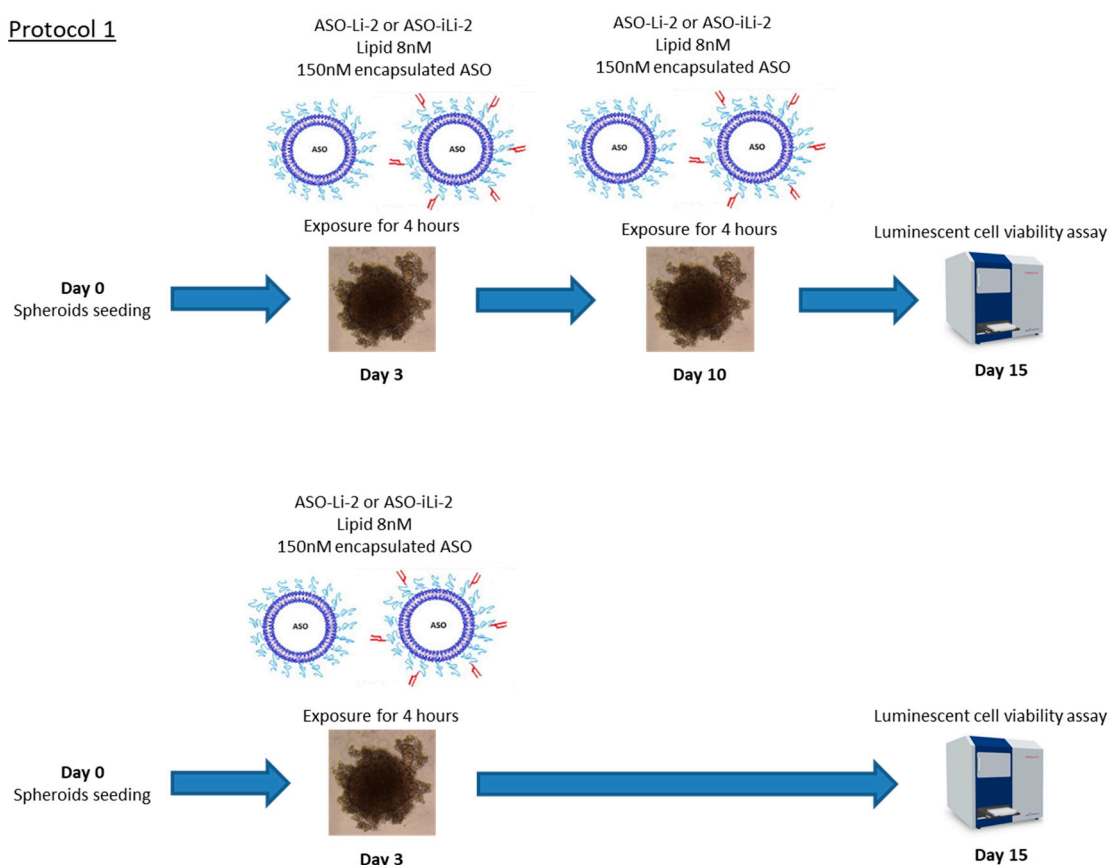 Protocol 1
ASO-Li-2 or ASO-iLi-2
Lipid 8nM
150nM encapsulated ASO
ASO-Li-2 or ASO-iLi-2
Lipid 8nM
150nM encapsulated ASO
ASO
ASO
ASO
ASO
Exposure for 4 hours
Exposure for 4 hours
Luminescent cell viability assay
Day 0
Spheroids seeding
Day 3
Day 10
Day 15
ASO-Li-2 or ASO-iLi-2
Lipid 8nM
150nM encapsulated ASO
ASO
ASO
Exposure for 4 hours
Luminescent cell viability assay
Day 0
Spheroids seeding
Day 3
Day 15